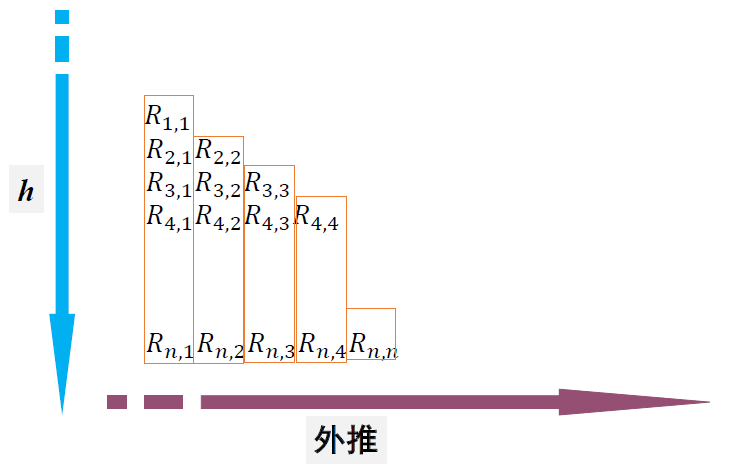 R_{1,1}
R_{2,1} R_{2,2}
R_{3,1} R_{3,2} R_{3,3}
h
R_{4,1} R_{4,2} R_{4,3} R_{4,4}
R_{n,1} R_{n,2} R_{n,3} R_{n,4} R_{n,n}
外推